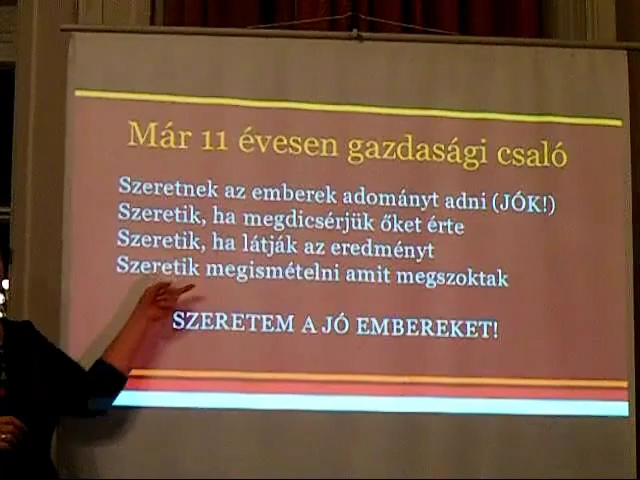 Már 11 évesen gazdasági csaló
Szeretnek az emberek adományt adni (JÓK!)
Szeretik, ha megdicsérjük őket érte
Szeretik, ha látják az eredményt
Szeretik megismételni amit megszoktak
SZERETEM A JÓ EMBEREKET!